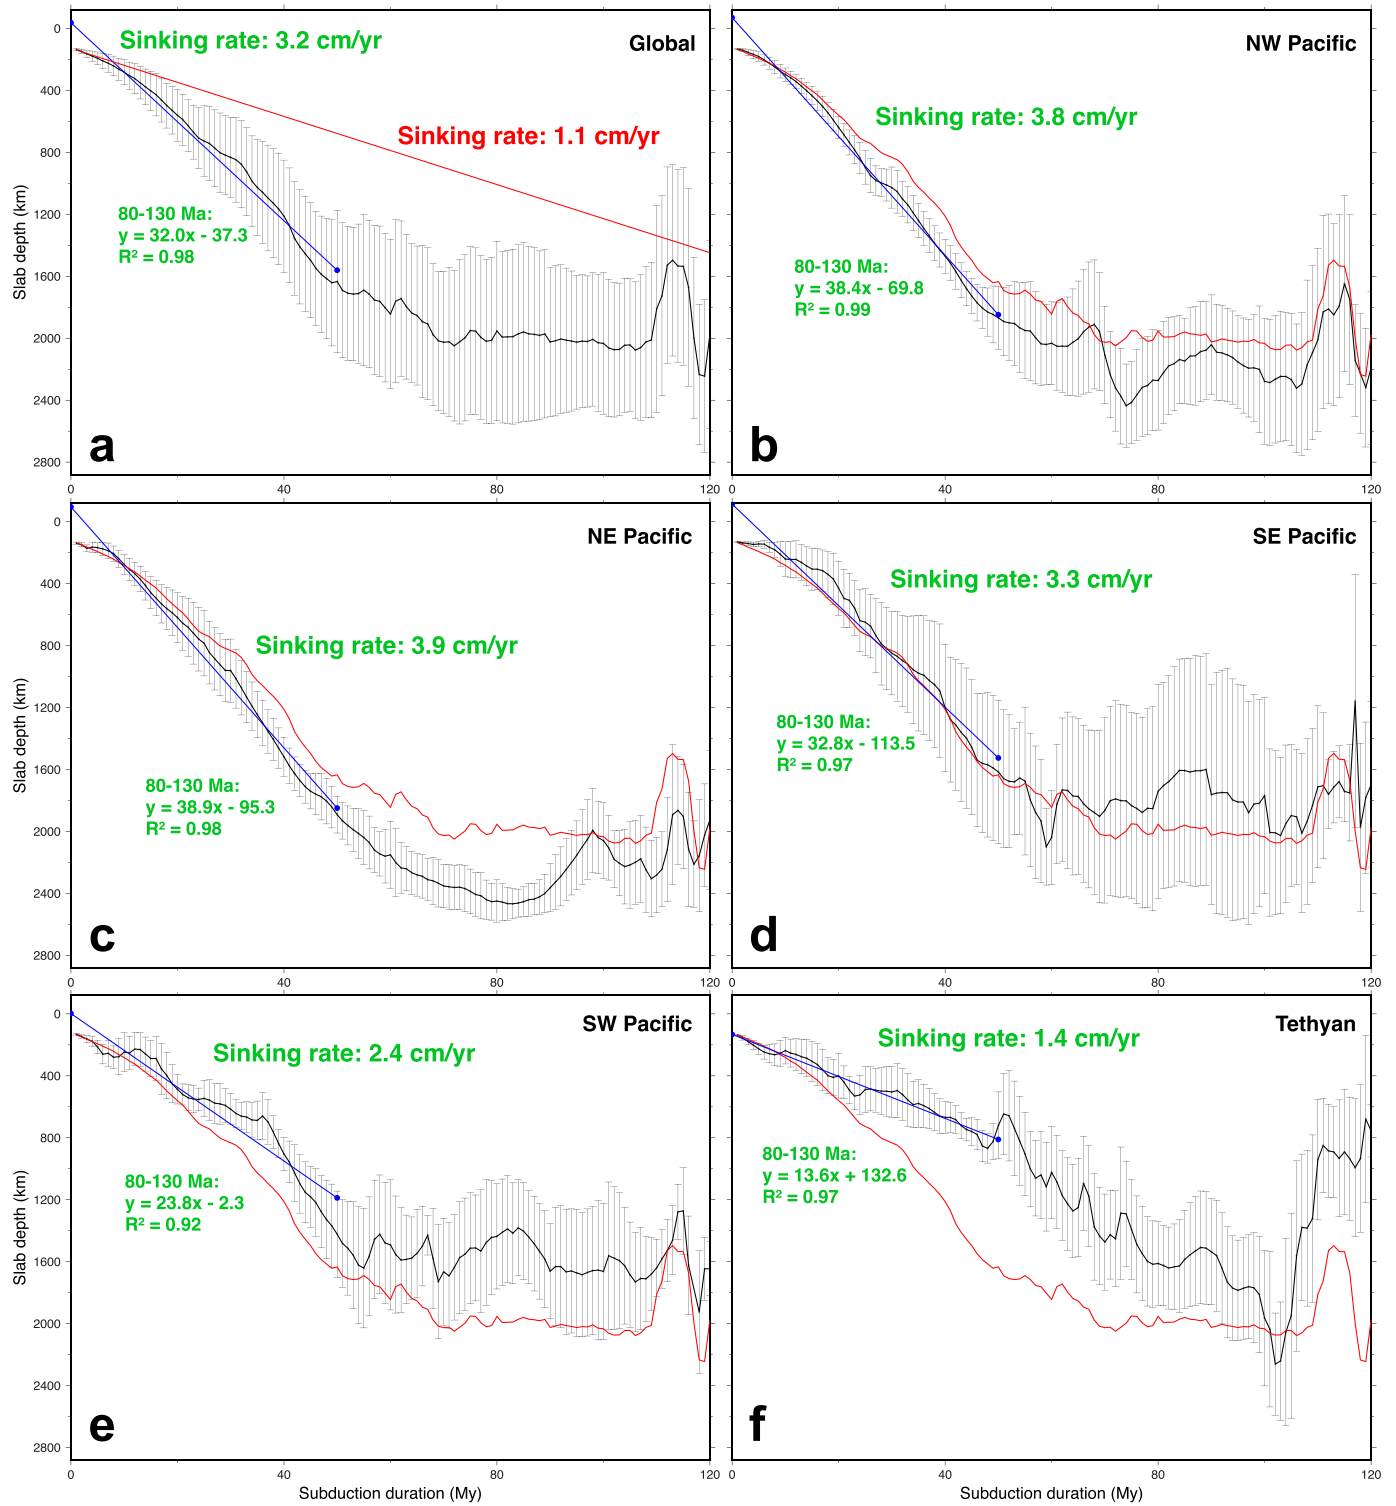 Sinking rate: 3.2 cm/yr
Global
Sinking rate: 1.1 cm/yr
80-130 Ma:
y = 32.0x - 37.3
R² = 0.98
a
Slab depth (km)
0
400
800
1200
1600
2000
2400
2800
0
40
80
120
NW Pacific
Sinking rate: 3.8 cm/yr
80-130 Ma:
y = 38.4x - 69.8
R² = 0.99
b
0
40
80
120
NE Pacific
Sinking rate: 3.9 cm/yr
80-130 Ma:
y = 38.9x - 95.3
R² = 0.98
c
Slab depth (km)
0
400
800
1200
1600
2000
2400
2800
0
40
80
120
SE Pacific
Sinking rate: 3.3 cm/yr
80-130 Ma:
y = 32.8x - 113.5
R² = 0.97
d
0
40
80
120
SW Pacific
Sinking rate: 2.4 cm/yr
80-130 Ma:
y = 23.8x - 2.3
R² = 0.92
e
Slab depth (km)
0
400
800
1200
1600
2000
2400
2800
0
40
80
120
Subduction duration (My)
Tethyan
Sinking rate: 1.4 cm/yr
80-130 Ma:
y = 13.6x + 132.6
R² = 0.97
f
0
40
80
120
Subduction duration (My)